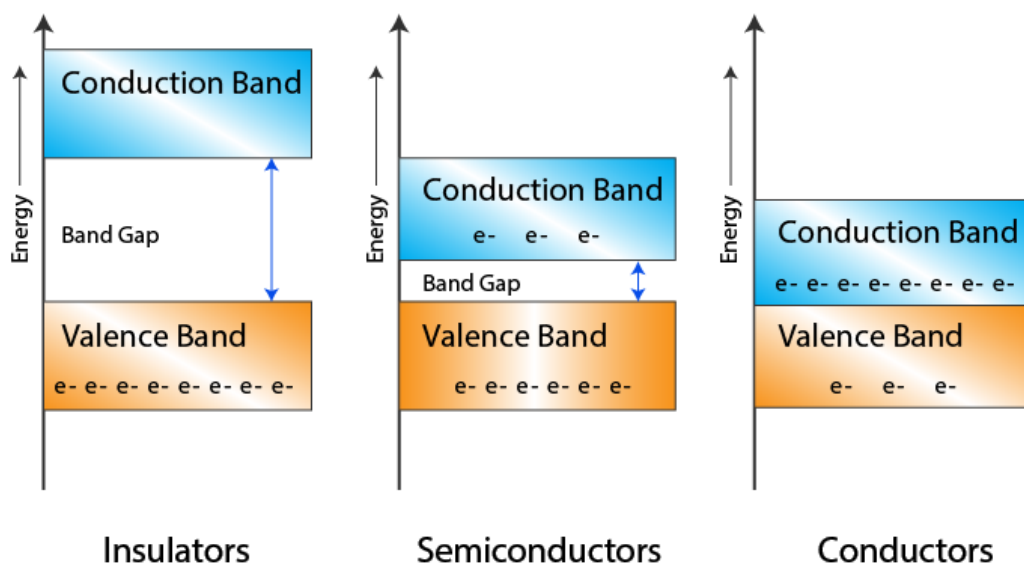 Conduction Band
Energy
Band Gap
Valence Band
e- e- e- e- e- e- e- e-
Insulators
Conduction Band
e- e- e-
Energy
Band Gap
Valence Band
e- e- e- e- e- e-
Semiconductors
Energy
Conduction Band
e- e- e- e- e- e- e- e-
Valence Band
e- e- e-
Conductors